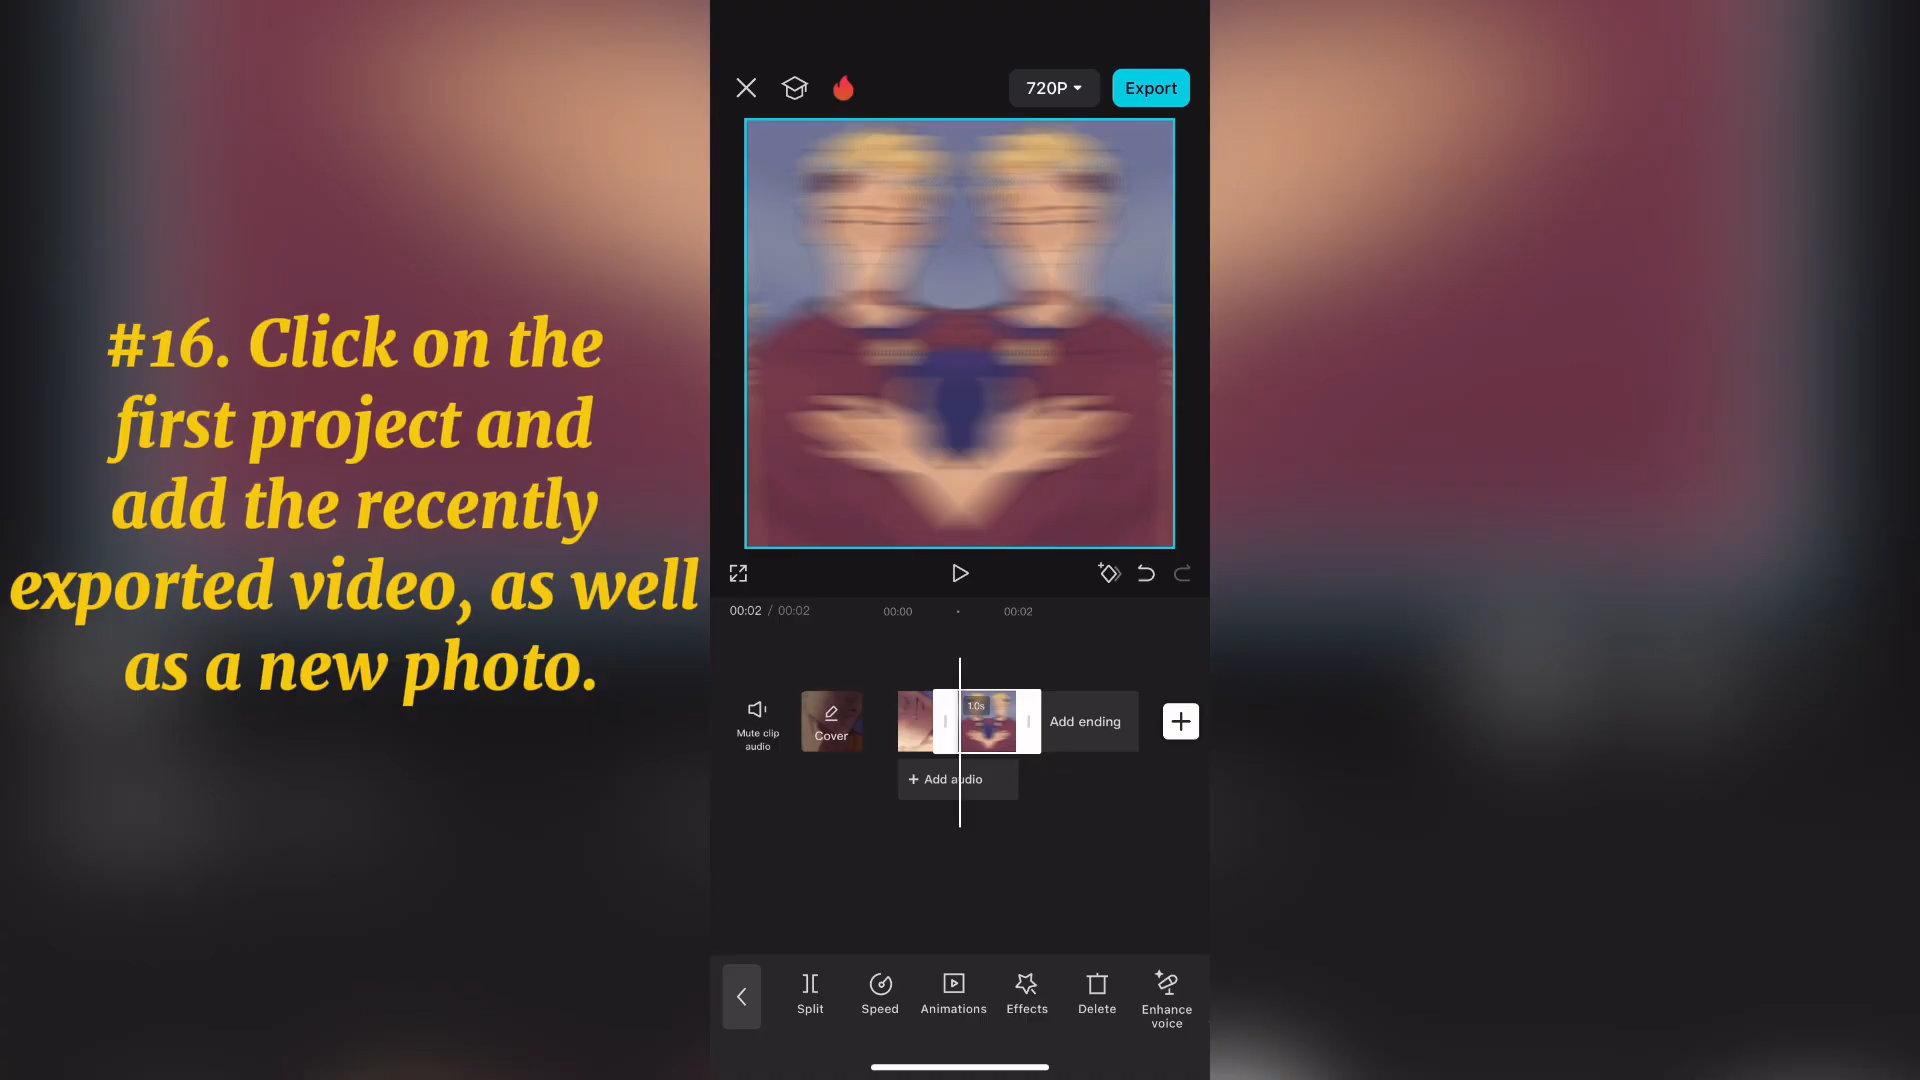 #16. Click on the
first project and
add the recently
exported video, as well
as a new photo.
720P
Export
00:02 / 00:02
00:00
00:02
Mute clip
audio
Cover
1.0s
Add ending
+ Add audio
Split
Speed
Animations
Effects
Delete
Enhance
voice